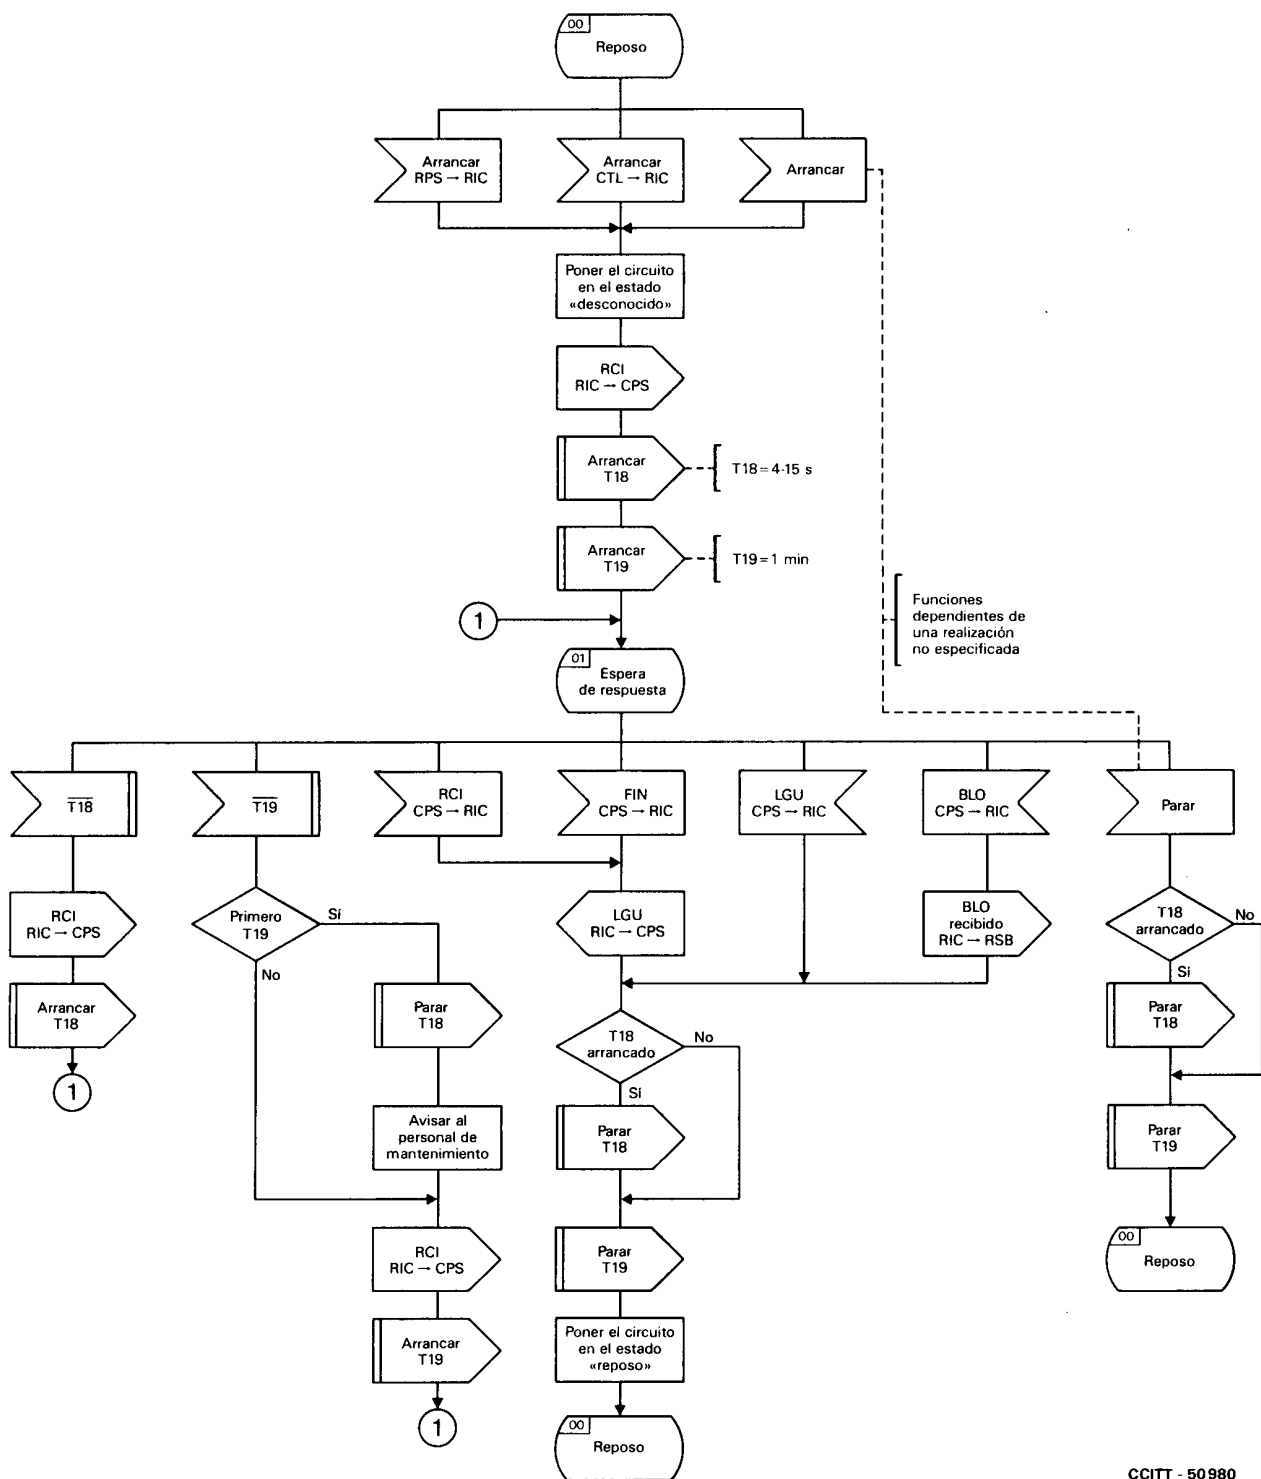 00
Reposo
Arrancar
RPS → RIC
Arrancar
CTL → RIC
Arrancar
Poner el circuito
en el estado
«desconocido»
RCI
RIC → CPS
Arrancar
T18
T18 = 4-15 s
Arrancar
T19
T19 = 1 min
1
Funciones
dependientes de
una realización
no especificada
01
Espera
de respuesta
T18
T19
RCI
CPS → RIC
FIN
CPS → RIC
LGU
CPS → RIC
BLO
CPS → RIC
Parar
RCI
RIC → CPS
Primero
T19
Sí
No
LGU
RIC → CPS
BLO
recibido
RIC → RSB
T18
arrancado
No
Sí
Arrancar
T18
1
Parar
T18
T18
arrancado
No
Sí
Parar
T18
Avisar al
personal de
mantenimiento
Parar
T18
Parar
T19
RCI
RIC → CPS
Parar
T19
00
Reposo
Arrancar
T19
1
Poner el circuito
en el estado
«reposo»
00
Reposo
CCITT - 50980